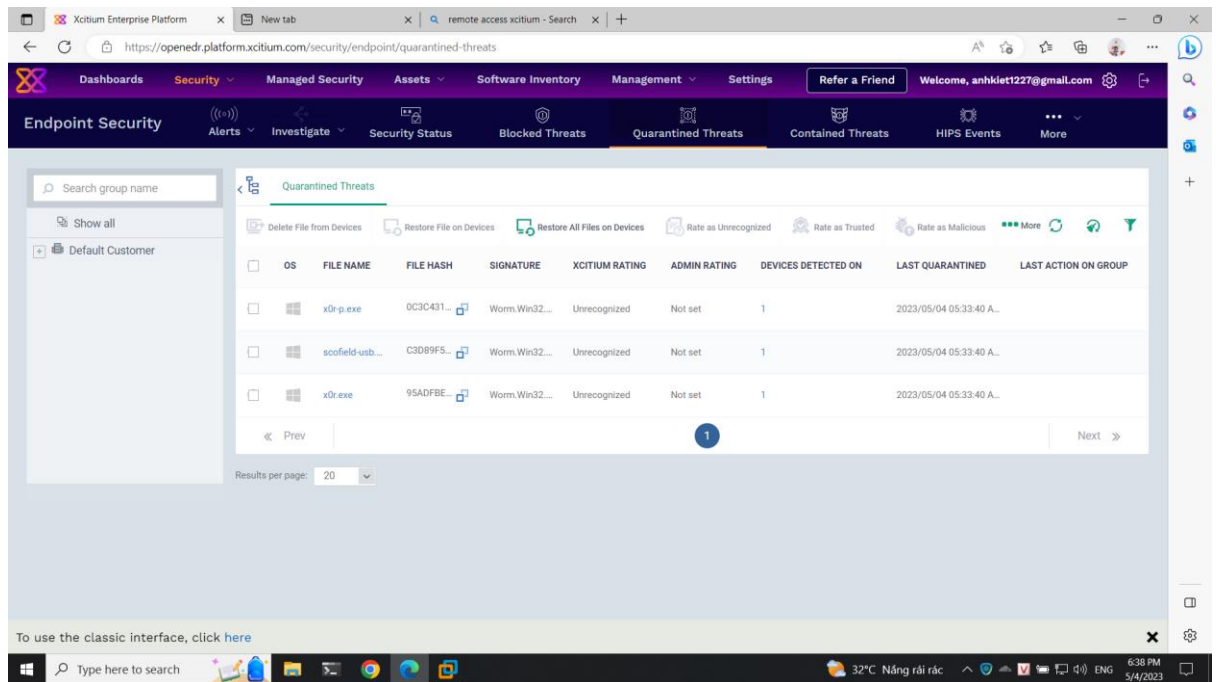 Xcitium Enterprise Platform New tab remote access xcitium - Search
https://openedr.platform.xcitium.com/security/endpoint/quarantined-threats
Dashboards Security Managed Security Assets Software Inventory Management Settings Refer a Friend Welcome, anhkiet1227@gmail.com
Endpoint Security Alerts Investigate Security Status Blocked Threats Quarantined Threats Contained Threats HIPS Events More
Search group name
Show all
Default Customer
Quarantined Threats
Delete File from Devices Restore File on Devices Restore All Files on Devices Rate as Unrecognized Rate as Trusted Rate as Malicious More
OS FILE NAME FILE HASH SIGNATURE XCITIUM RATING ADMIN RATING DEVICES DETECTED ON LAST QUARANTINED LAST ACTION ON GROUP
x0r-p.exe 0C3C431... Worm.Win32.... Unrecognized Not set 1 2023/05/04 05:33:40 A...
scofield-usb.... C3D89F5... Worm.Win32.... Unrecognized Not set 1 2023/05/04 05:33:40 A...
x0r.exe 95ADFBE... Worm.Win32.... Unrecognized Not set 1 2023/05/04 05:33:40 A...
« Prev 1 Next »
Results per page: 20
To use the classic interface, click here
Type here to search 32°C Nắng rải rác ENG 6:38 PM
5/4/2023